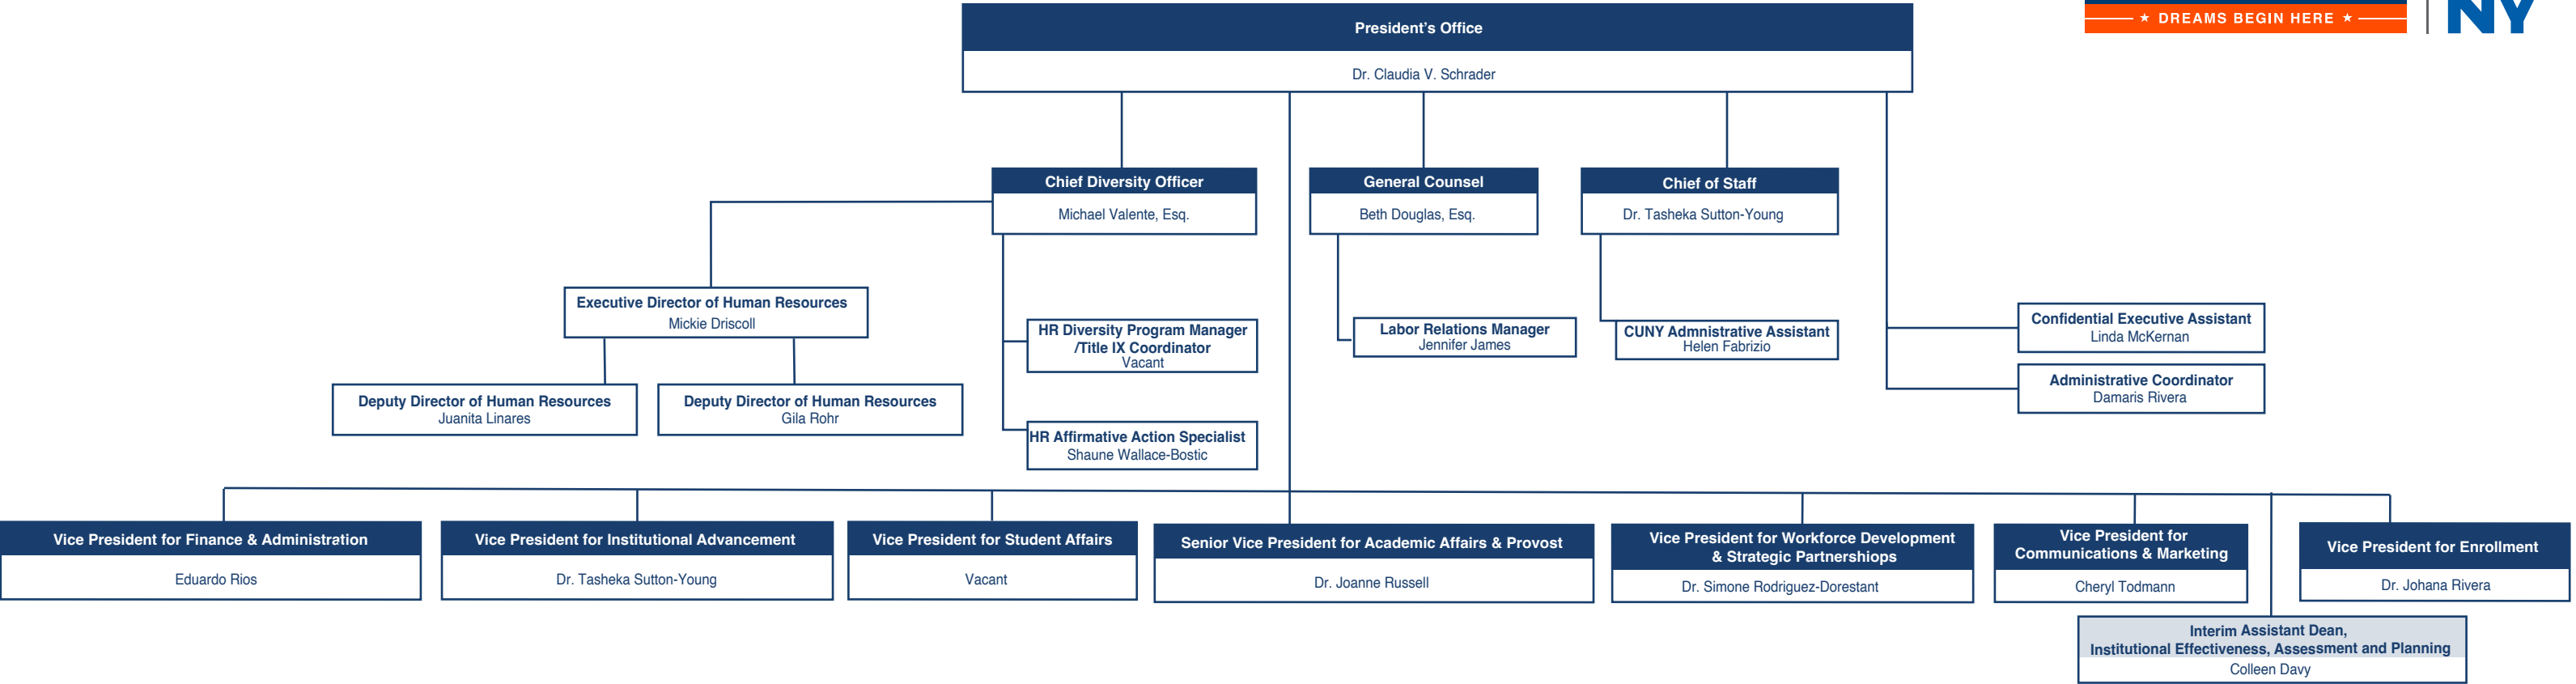 ★ DREAMS BEGIN HERE ★
NY
President's Office
Dr. Claudia V. Schrader
Chief Diversity Officer
Michael Valente, Esq.
General Counsel
Beth Douglas, Esq.
Chief of Staff
Dr. Tasheka Sutton-Young
Executive Director of Human Resources
Mickie Driscoll
Deputy Director of Human Resources
Juanita Linares
Deputy Director of Human Resources
Gila Rohr
HR Diversity Program Manager
/Title IX Coordinator
Vacant
HR Affirmative Action Specialist
Shaune Wallace-Bostic
Labor Relations Manager
Jennifer James
CUNY Admnistrative Assistant
Helen Fabrizio
Confidential Executive Assistant
Linda McKernan
Administrative Coordinator
Damaris Rivera
Vice President for Finance & Administration
Eduardo Rios
Vice President for Institutional Advancement
Dr. Tasheka Sutton-Young
Vice President for Student Affairs
Vacant
Senior Vice President for Academic Affairs & Provost
Dr. Joanne Russell
Vice President for Workforce Development
& Strategic Partnershiops
Dr. Simone Rodriguez-Dorestant
Vice President for
Communications & Marketing
Cheryl Todmann
Vice President for Enrollment
Dr. Johana Rivera
Interim Assistant Dean,
Institutional Effectiveness, Assessment and Planning
Colleen Davy